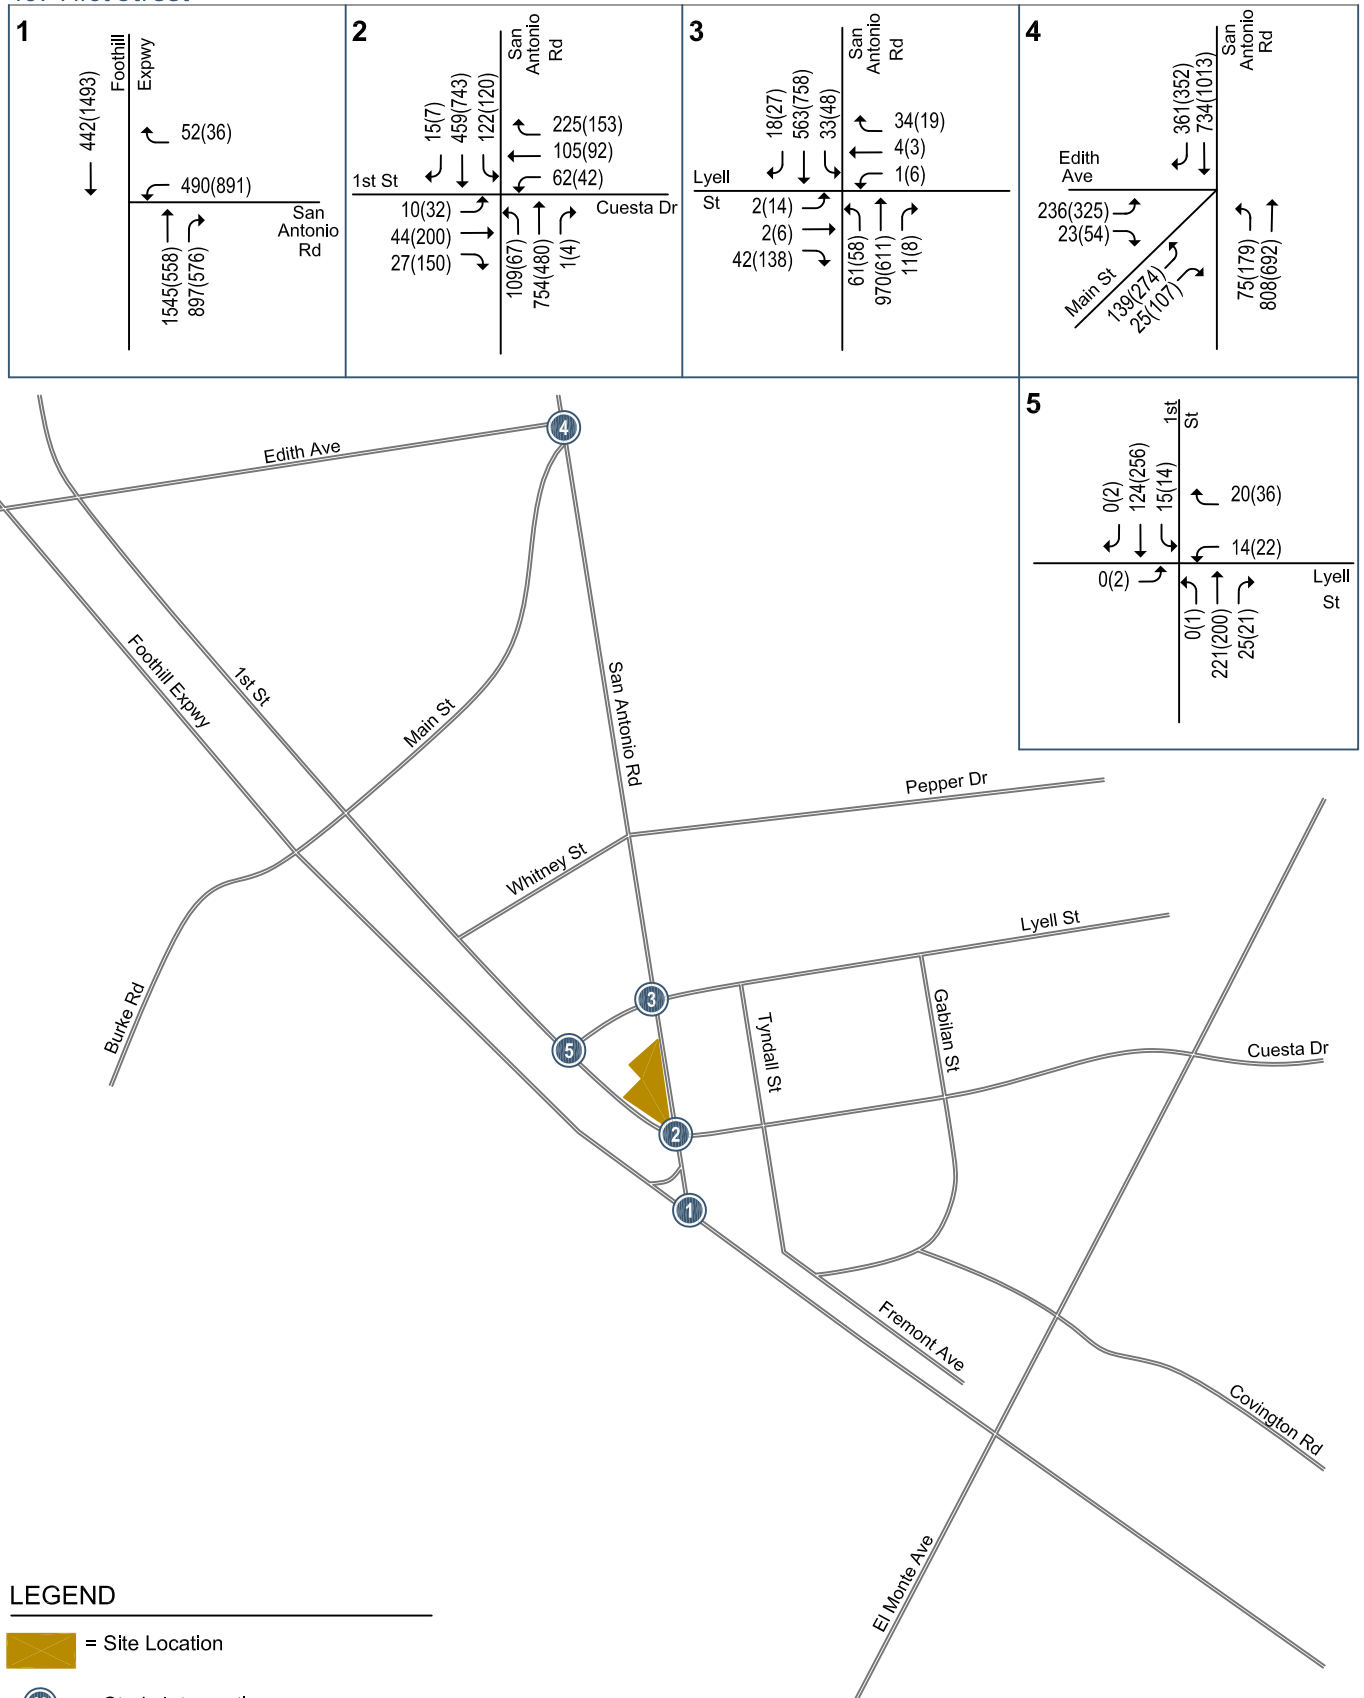 1
Foothill
Expwy
442(1493)
52(36)
490(891)
San
Antonio
Rd
1545(558)
897(576)
2
San
Antonio
Rd
15(7)
459(743)
122(120)
225(153)
105(92)
62(42)
1st St
Cuesta Dr
10(32)
44(200)
27(150)
109(67)
754(480)
1(4)
3
San
Antonio
Rd
18(27)
563(758)
33(48)
34(19)
4(3)
1(6)
Lyell
St
2(14)
2(6)
42(138)
61(58)
970(611)
11(8)
4
San
Antonio
Rd
361(352)
734(1013)
Edith
Ave
236(325)
23(54)
Main St
139(274)
25(107)
75(179)
808(692)
5
1st
St
0(2)
124(256)
15(14)
20(36)
14(22)
0(2)
Lyell
St
0(1)
221(200)
25(21)
4
Edith Ave
Foothill Expwy
1st St
Main St
San Antonio Rd
Pepper Dr
Whitney St
Lyell St
Burke Rd
3
5
Tyndall St
Gabilan St
Cuesta Dr
2
1
Fremont Ave
Covington Rd
El Monte Ave
LEGEND
= Site Location